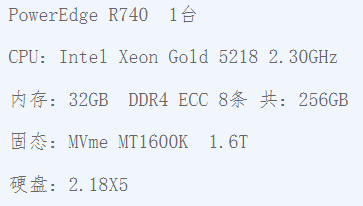 PowerEdge R740  1台
CPU: Intel Xeon Gold 5218 2.30GHz
内存: 32GB  DDR4 ECC 8条 共: 256GB
固态: MVme MT1600K  1.6T
硬盘: 2.18X5